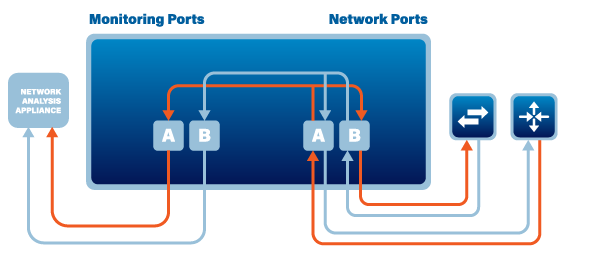 Monitoring Ports
Network Ports
NETWORK
ANALYSIS
APPLIANCE
A
B
A
B